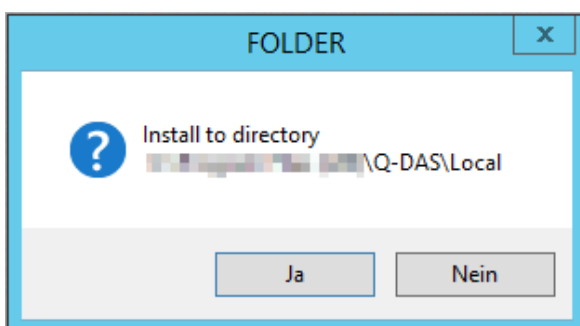 FOLDER
x
?
Install to directory
\Q-DAS\Local
Ja
Nein